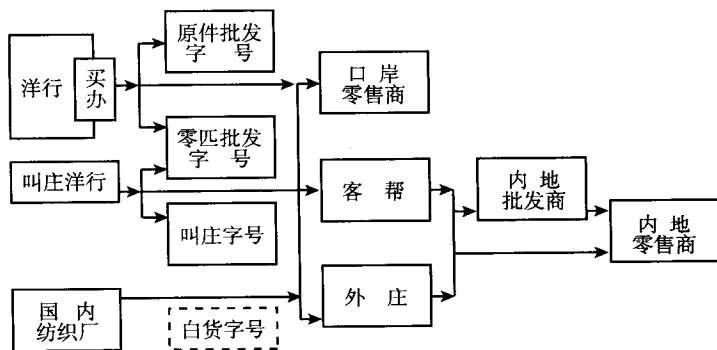 原件批发
字 号
洋行
买办
口 岸
零售商
零匹批发
字 号
叫庄洋行
客 帮
内 地
批发商
叫庄字号
内 地
零售商
国 内
纺织厂
白货字号
外 庄